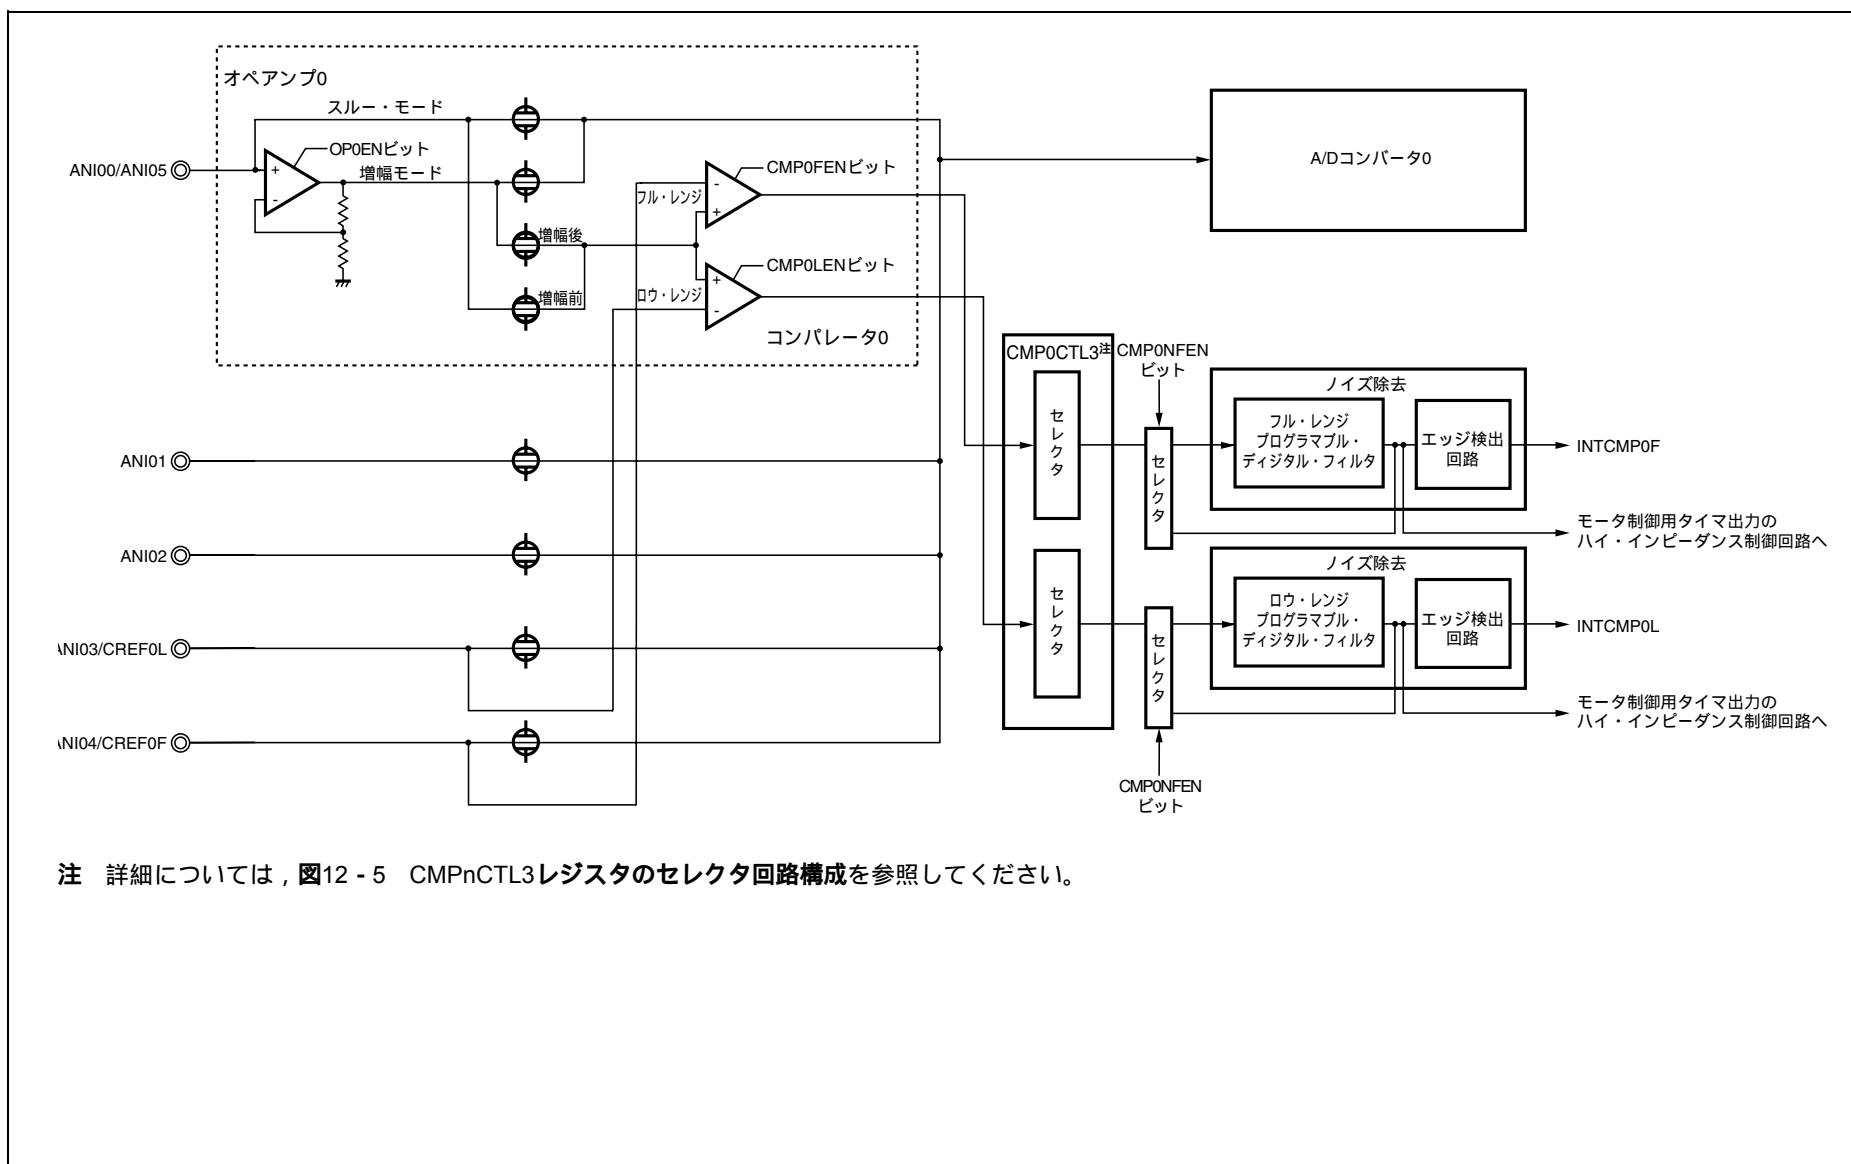 オペアンプ0
スルー・モード
OP0ENビット
増幅モード
ANI00/ANI05
+
-
増幅後
増幅前
フル・レンジ
-
+
CMP0FENビット
ロウ・レンジ
+
-
CMP0LENビット
コンパレータ0
A/Dコンバータ0
ANI01
ANI02
ANI03/CREF0L
ANI04/CREF0F
CMP0CTL3注
セレクタ
セレクタ
CMP0NFEN
ビット
セレクタ
セレクタ
CMP0NFEN
ビット
ノイズ除去
フル・レンジ
プログラマブル・
ディジタル・フィルタ
エッジ検出
回路
INTCMP0F
モータ制御用タイマ出力の
ハイ・インピーダンス制御回路へ
ノイズ除去
ロウ・レンジ
プログラマブル・
ディジタル・フィルタ
エッジ検出
回路
INTCMP0L
モータ制御用タイマ出力の
ハイ・インピーダンス制御回路へ
注 詳細については，図12-5 CMPnCTL3レジスタのセレクタ回路構成を参照してください。